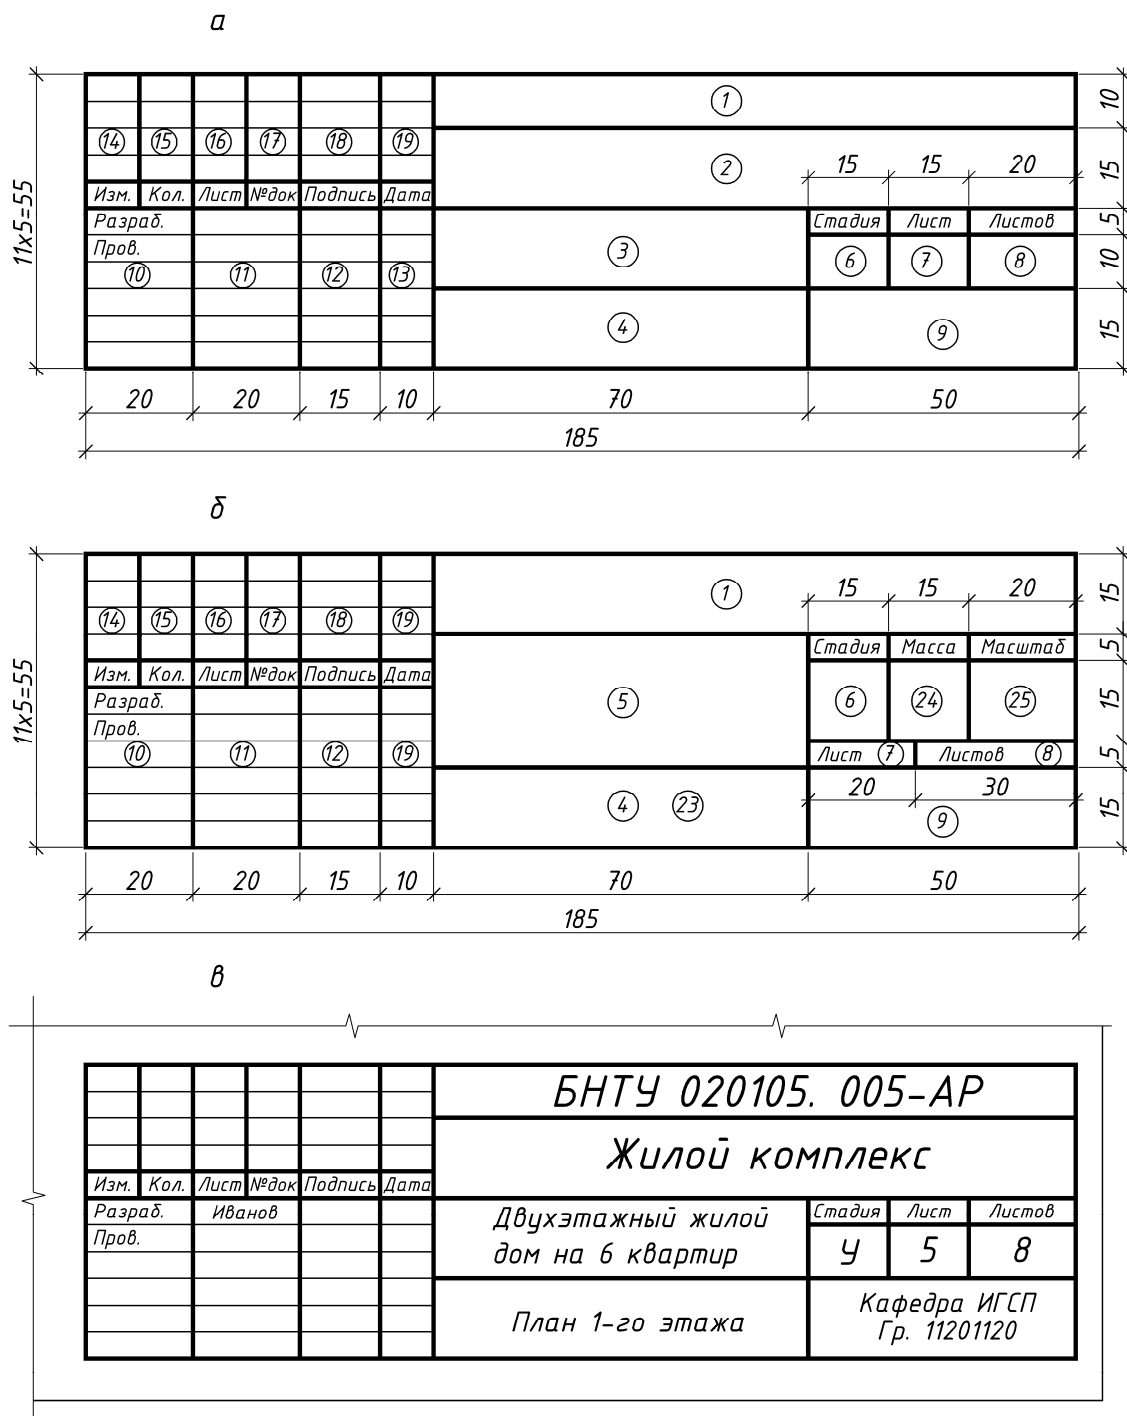 а
1
10
14 15 16 17 18 19
2
15 15 20
15
11x5=55
Изм. Кол. Лист №док Подпись Дата
Разраб.
Стадия Лист Листов
5
Пров.
3
6 7 8
10
10 11 12 13
4
9
15
20 20 15 10 70 50
185
б
1
15 15 20
15
14 15 16 17 18 19
Стадия Масса Масштаб
5
11x5=55
Изм. Кол. Лист №док Подпись Дата
Разраб.
5
6 24 25
15
Пров.
10 11 12 19
Лист 7 Листов 8
5
20 30
4 23
9
15
20 20 15 10 70 50
185
в
БНТУ 020105. 005-АР
Жилой комплекс
Изм. Кол. Лист №док Подпись Дата
Разраб. Иванов
Двухэтажный жилой
Стадия Лист Листов
Пров.
дом на 6 квартир
У 5 8
План 1-го этажа
Кафедра ИГСП
Гр. 11201120